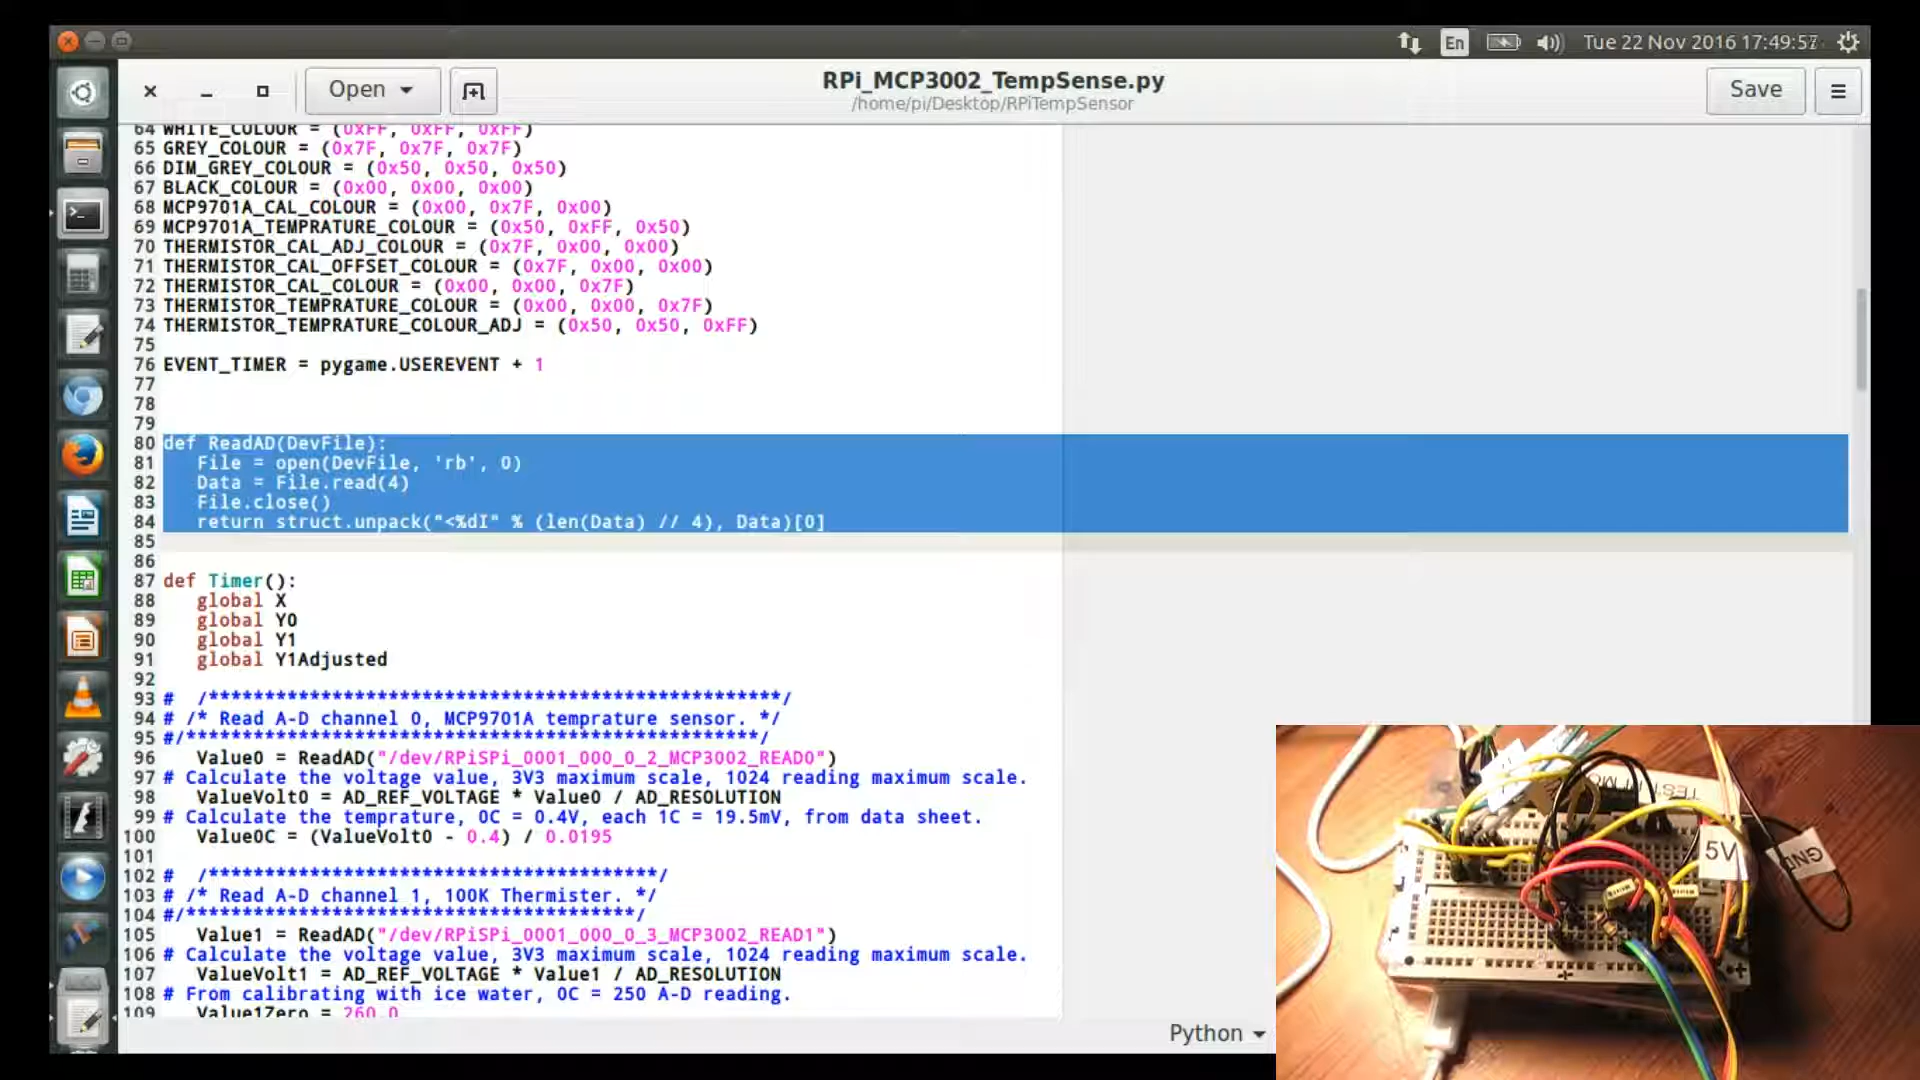 En
Tue 22 Nov 2016 17:49:57
Open
RPi_MCP3002_TempSense.py
/home/pi/Desktop/RPiTempSensor
Save
64 WHITE_COLOUR = (0xFF, 0xFF, 0xFF)
65 GREY_COLOUR = (0x7F, 0x7F, 0x7F)
66 DIM_GREY_COLOUR = (0x50, 0x50, 0x50)
67 BLACK_COLOUR = (0x00, 0x00, 0x00)
68 MCP9701A_CAL_COLOUR = (0x00, 0x7F, 0x00)
69 MCP9701A_TEMPRATURE_COLOUR = (0x50, 0xFF, 0x50)
70 THERMISTOR_CAL_ADJ_COLOUR = (0x7F, 0x00, 0x00)
71 THERMISTOR_CAL_OFFSET_COLOUR = (0x7F, 0x00, 0x00)
72 THERMISTOR_CAL_COLOUR = (0x00, 0x00, 0x7F)
73 THERMISTOR_TEMPRATURE_COLOUR = (0x00, 0x00, 0x7F)
74 THERMISTOR_TEMPRATURE_COLOUR_ADJ = (0x50, 0x50, 0xFF)
75
76 EVENT_TIMER = pygame.USEREVENT + 1
77
78
79
80 def ReadAD(DevFile):
81    File = open(DevFile, 'rb', 0)
82    Data = File.read(4)
83    File.close()
84    return struct.unpack("<%dI" % (len(Data) // 4), Data)[0]
85
86
87 def Timer():
88    global X
89    global Y0
90    global Y1
91    global Y1Adjusted
92
93 #  /***************************************************/
94 # /* Read A-D channel 0, MCP9701A temprature sensor. */
95 #/***************************************************/
96    Value0 = ReadAD("/dev/RPiSPi_0001_000_0_2_MCP3002_READ0")
97 # Calculate the voltage value, 3V3 maximum scale, 1024 reading maximum scale.
98    ValueVolt0 = AD_REF_VOLTAGE * Value0 / AD_RESOLUTION
99 # Calculate the temprature, 0C = 0.4V, each 1C = 19.5mV, from data sheet.
100    Value0C = (ValueVolt0 - 0.4) / 0.0195
101
102 #  /****************************************/
103 # /* Read A-D channel 1, 100K Thermister. */
104 #/****************************************/
105    Value1 = ReadAD("/dev/RPiSPi_0001_000_0_3_MCP3002_READ1")
106 # Calculate the voltage value, 3V3 maximum scale, 1024 reading maximum scale.
107    ValueVolt1 = AD_REF_VOLTAGE * Value1 / AD_RESOLUTION
108 # From calibrating with ice water, 0C = 250 A-D reading.
109    Value1Zero = 260.0
Python
5V
GND